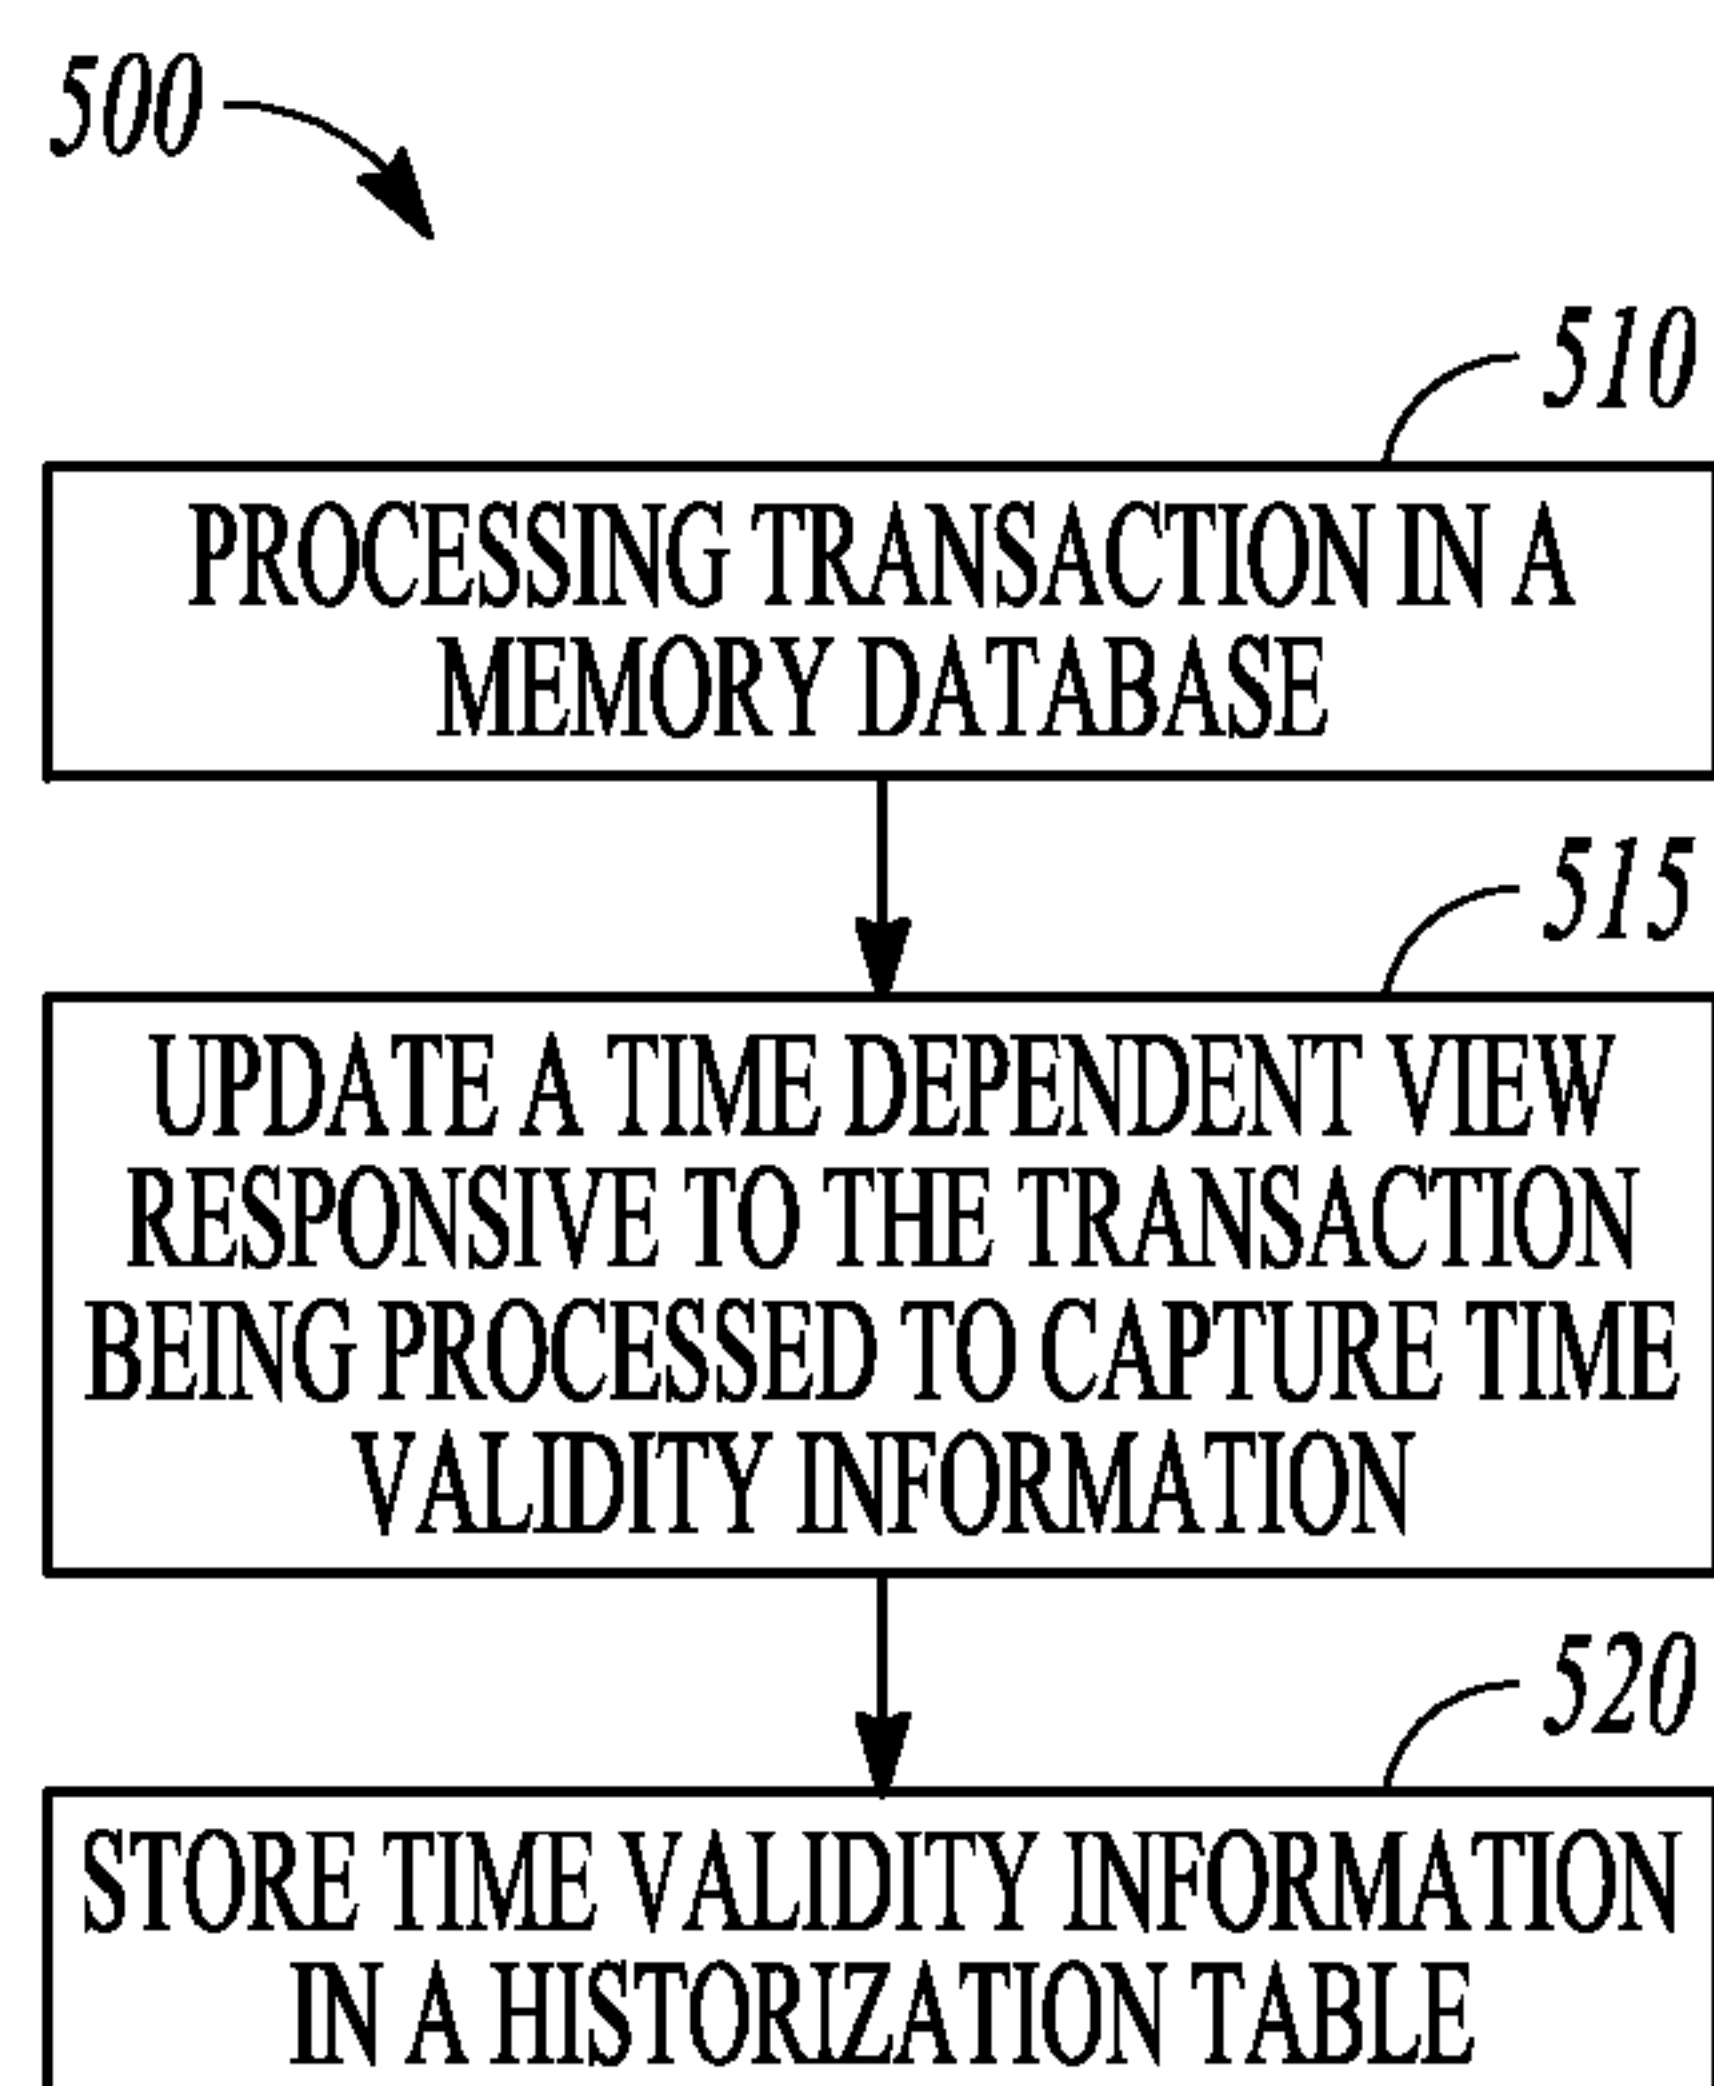 500
510
PROCESSING TRANSACTION IN A
MEMORY DATABASE
515
UPDATE A TIME DEPENDENT VIEW
RESPONSIVE TO THE TRANSACTION
BEING PROCESSED TO CAPTURE TIME
VALIDITY INFORMATION
520
STORE TIME VALIDITY INFORMATION
IN A HISTORIZATION TABLE